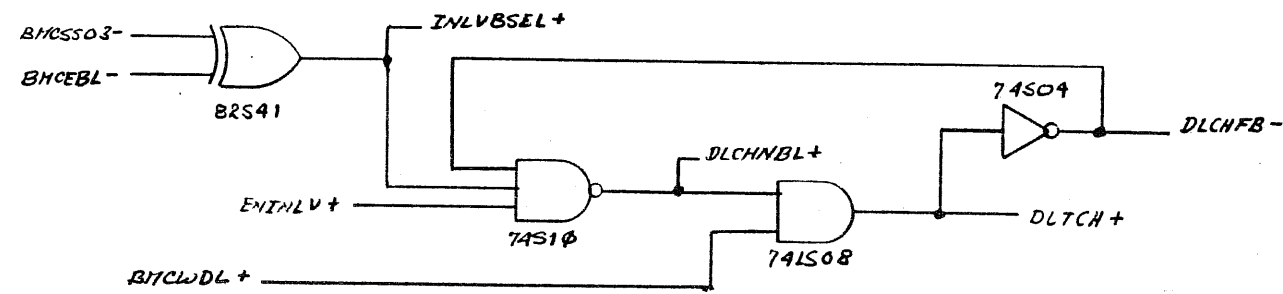 BMCSS03-
INLVBSEL+
BMCEBL-
82S41
74S04
DLCHFB-
DLCHNBL+
ENINLV+
74S10
DLTCH+
74LS08
BMCWDL+